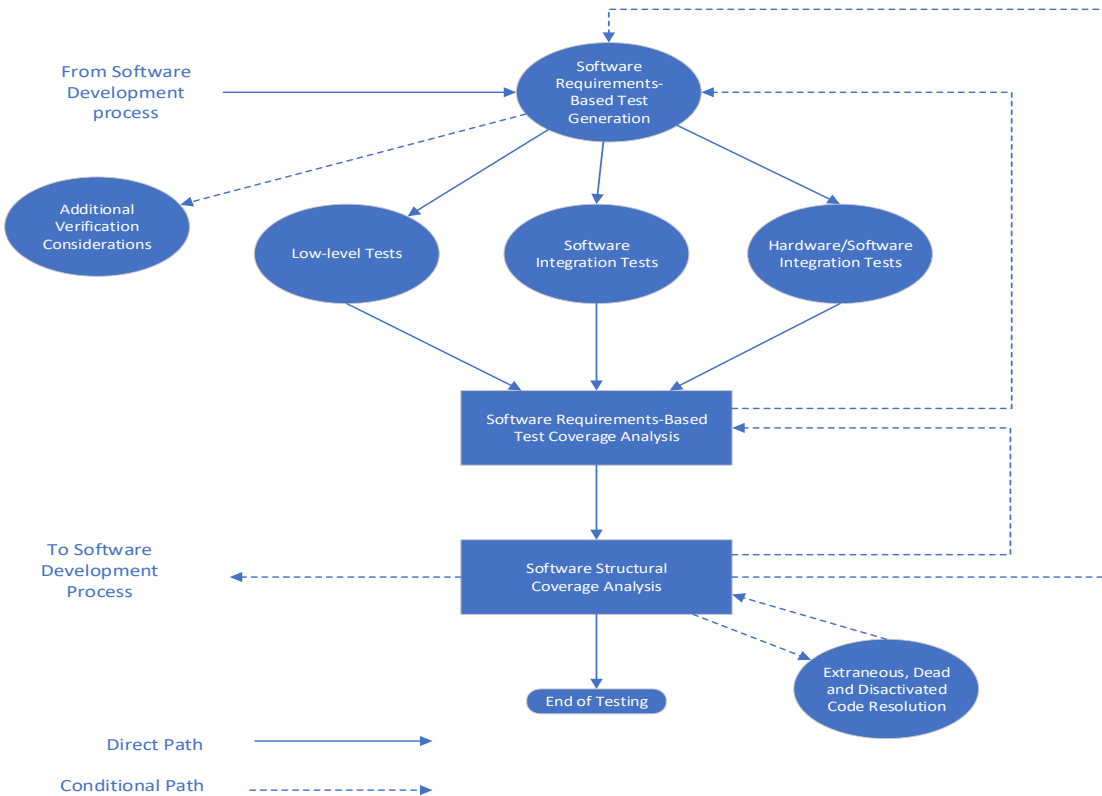 Software
Requirements-
Based Test
Generation
From Software
Development
process
Additional
Verification
Considerations
Low-level Tests
Software
Integration Tests
Hardware/Software
Integration Tests
Software Requirements-Based
Test Coverage Analysis
To Software
Development
Process
Software Structural
Coverage Analysis
Extraneous, Dead
and Disactivated
Code Resolution
End of Testing
Direct Path
Conditional Path